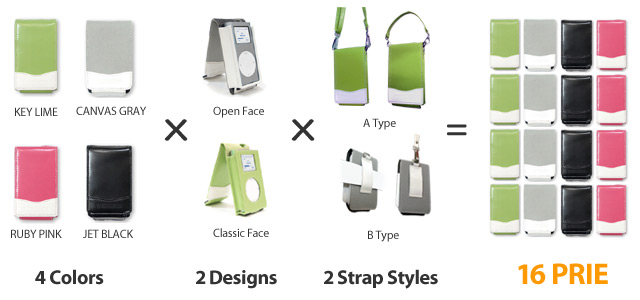 KEY LIME
CANVAS GRAY
Open Face
A Type
RUBY PINK
JET BLACK
Classic Face
B Type
×
×
=
4 Colors
2 Designs
2 Strap Styles
16 PRIE